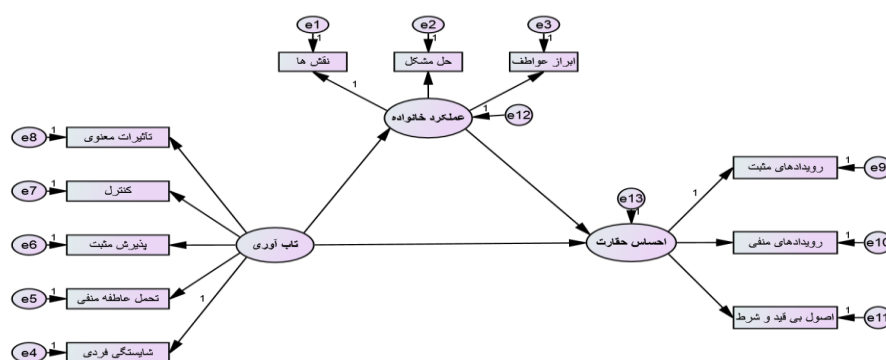 e1
e2
e3
1
1
1
نقش ها
حل مشکل
ابراز عواطف
1
عملکرد خانواده
1
e12
e8
1
تاثیرات معنوی
e7
1
کنترل
e6
1
پذیرش مثبت
e5
1
تحمل عاطفه منفی
e4
1
شایستگی فردی
1
تاب آوری
e13
1
احساس حقارت
1
رویدادهای مثبت
1
e9
رویدادهای منفی
1
e10
اصول بی قید و شرط
1
e11